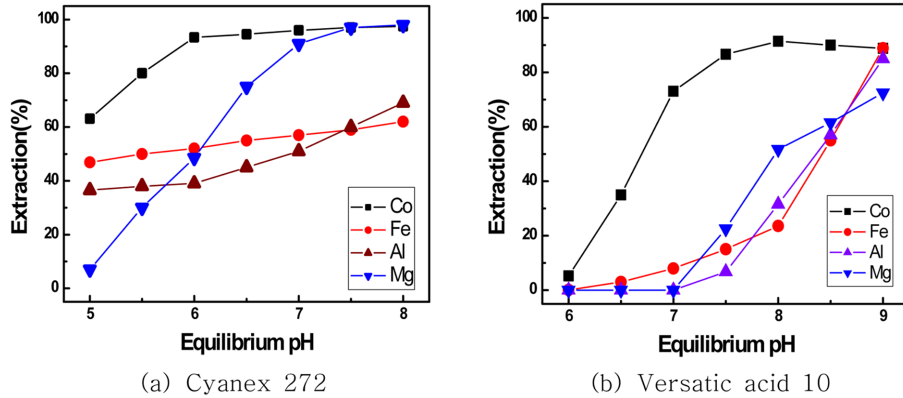 100
80
60
40
20
0
Extraction(%)
5
6
7
8
Equilibrium pH
Co
Fe
Al
Mg
(a) Cyanex 272
100
80
60
40
20
0
Extraction(%)
6
7
8
9
Equilibrium pH
Co
Fe
Al
Mg
(b) Versatic acid 10